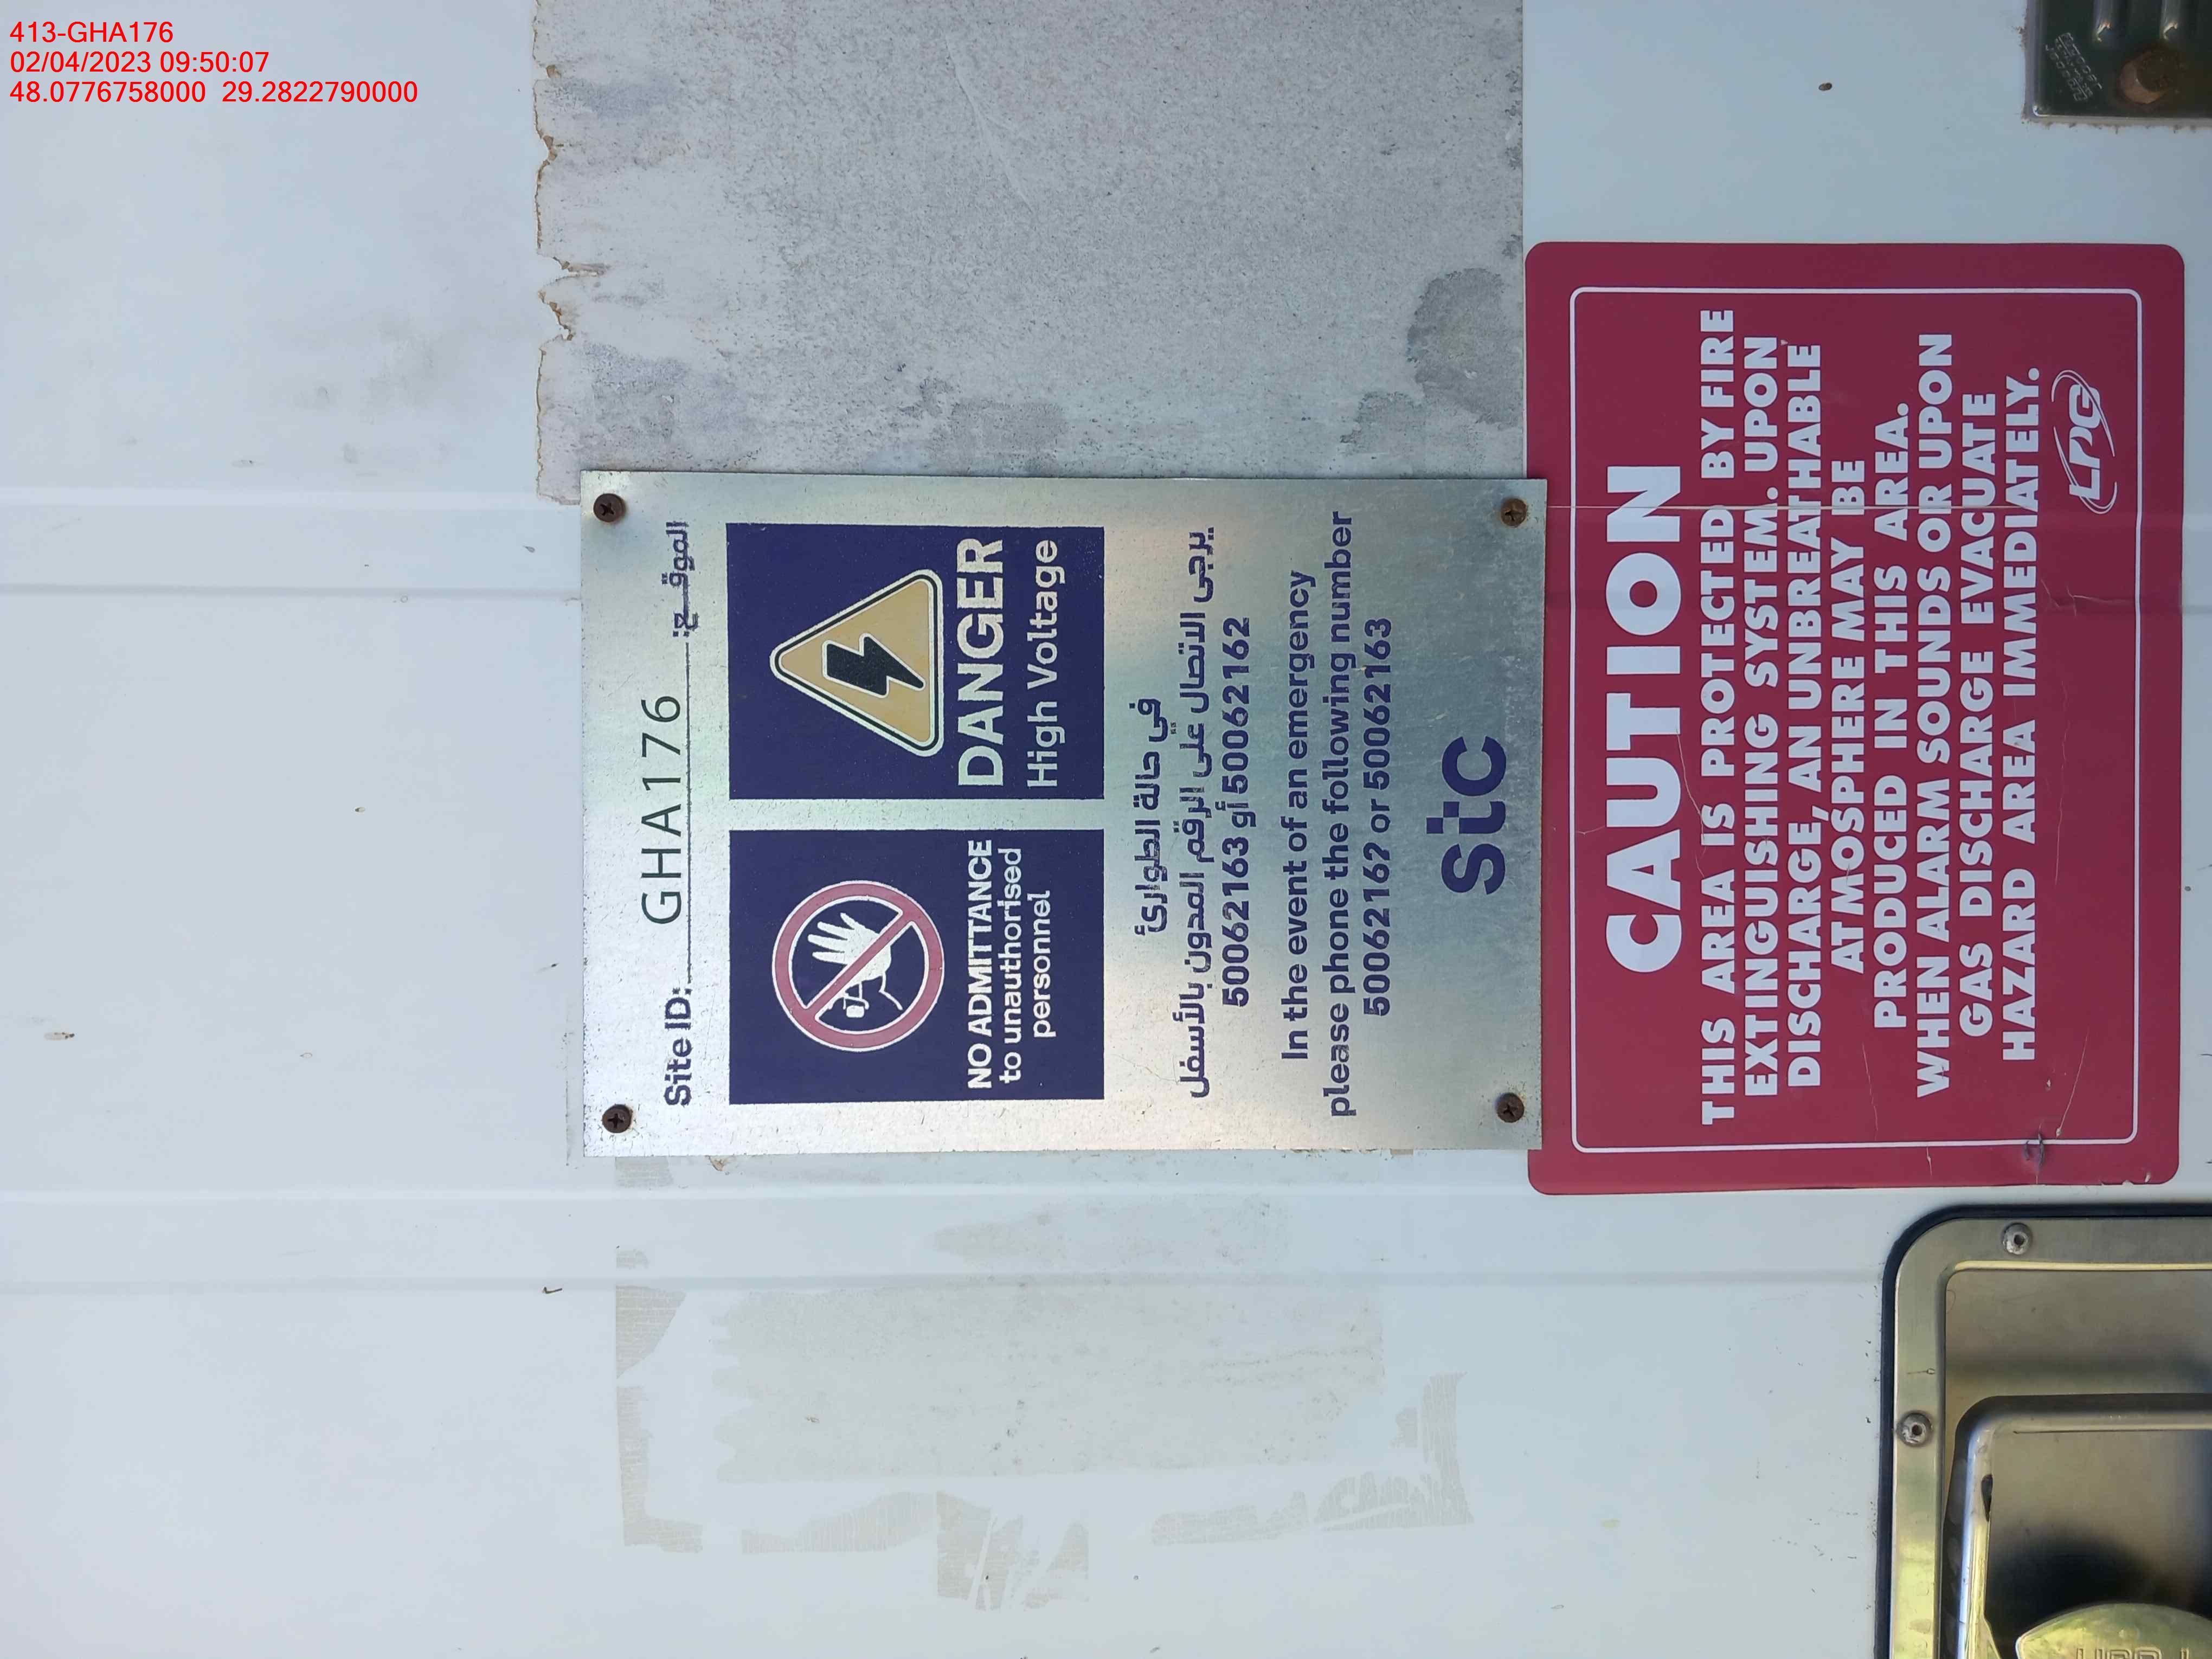 413-GHA176
02/04/2023 09:50:07
48.0776758000 29.2822790000
Site ID: GHA176 الموقع:
NO ADMITTANCE
to unauthorised
personnel
DANGER
High Voltage
في حالة الطوارئ
يرجى الاتصال على الرقم المدون بالأسفل
50062163 أو 50062162
In the event of an emergency
please phone the following number
50062162 or 50062163
stc
CAUTION
THIS AREA IS PROTECTED BY FIRE
EXTINGUISHING SYSTEM. UPON
DISCHARGE, AN UNBREATHABLE
ATMOSPHERE MAY BE
PRODUCED IN THIS AREA.
WHEN ALARM SOUNDS OR UPON
GAS DISCHARGE EVACUATE
HAZARD AREA IMMEDIATELY.
LPG